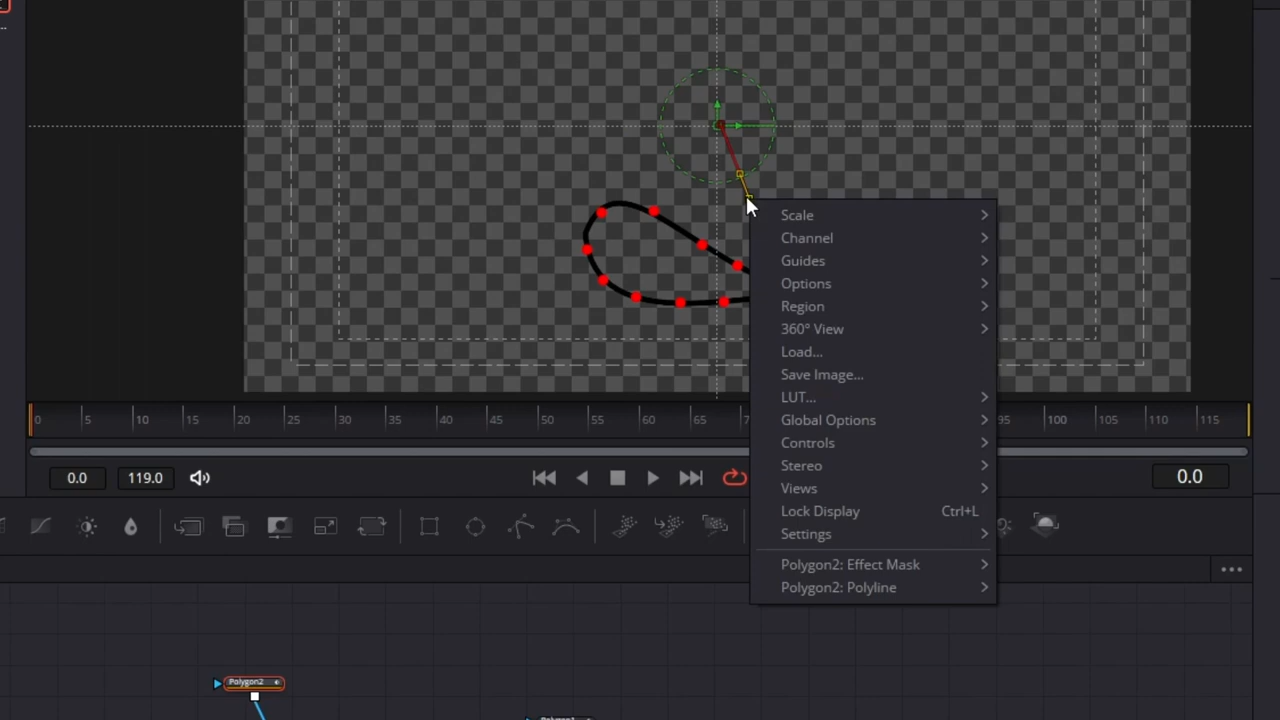 Scale
Channel
Guides
Options
Region
360° View
Load...
Save Image...
LUT...
Global Options
Controls
Stereo
Views
Lock Display Ctrl+L
Settings
Polygon2: Effect Mask
Polygon2: Polyline
0 5 10 15 20 25 30 35 40 45 50 55 60 65 70 95 100 105 110 115
0.0 119.0 0.0
Polygon2